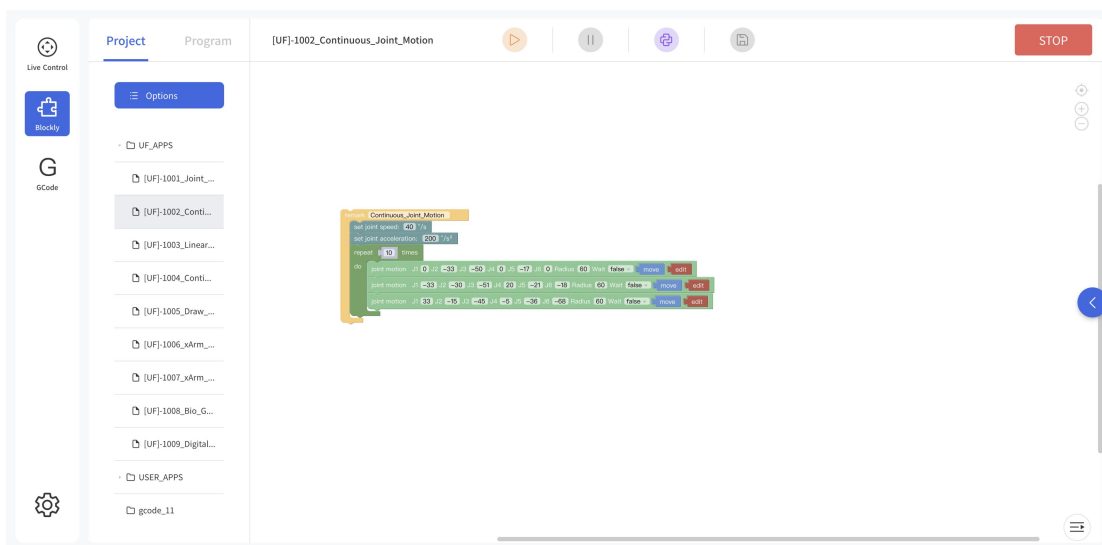 Live Control
Blockly
G
GCode
Project Program
Options
UF_APPS
[UF]-1001_Joint_...
[UF]-1002_Conti...
[UF]-1003_Linear...
[UF]-1004_Conti...
[UF]-1005_Draw_...
[UF]-1006_xArm_...
[UF]-1007_xArm_...
[UF]-1008_Bio_G...
[UF]-1009_Digital...
USER_APPS
gcode_11
[UF]-1002_Continuous_Joint_Motion
STOP
remark Continuous_Joint_Motion
set joint speed: 40 °/s
set joint acceleration: 200 °/s²
repeat 10 times
do
joint motion J1 0 J2 -33 J3 -50 J4 0 J5 -17 J6 0 Radius 60 Wait false move edit
joint motion J1 -33 J2 -30 J3 -51 J4 20 J5 -21 J6 -18 Radius 60 Wait false move edit
joint motion J1 33 J2 -15 J3 -45 J4 -5 J5 -36 J6 -68 Radius 60 Wait false move edit